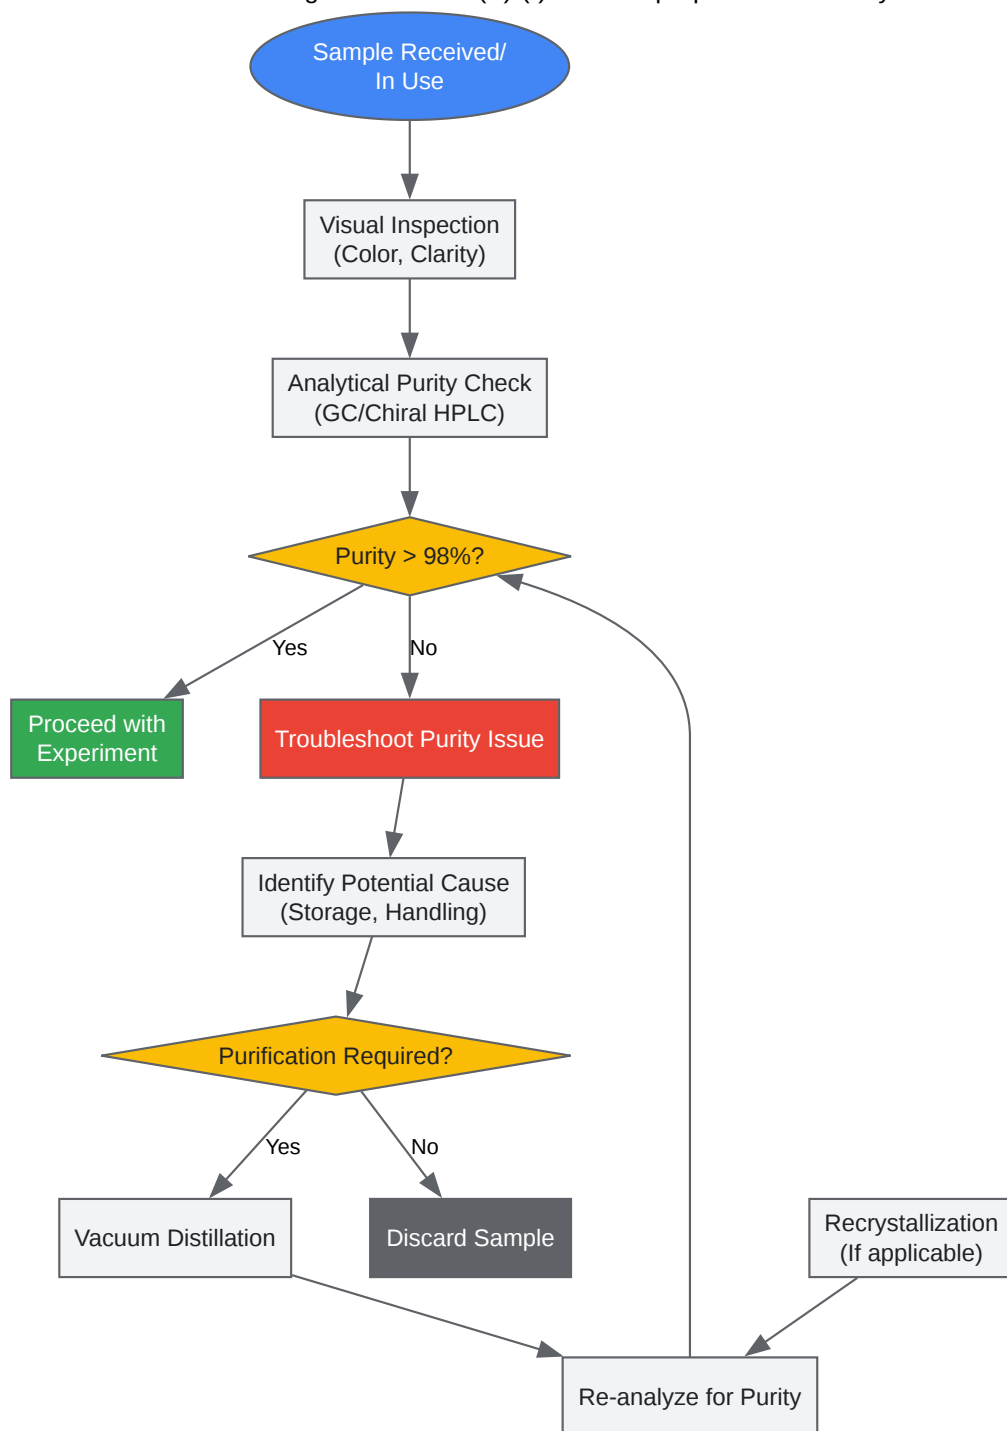 Sample Received/
In Use
Visual Inspection
(Color, Clarity)
Analytical Purity Check
(GC/Chiral HPLC)
Purity > 98%?
Yes
No
Proceed with
Experiment
Troubleshoot Purity Issue
Identify Potential Cause
(Storage, Handling)
Purification Required?
Yes
No
Vacuum Distillation
Discard Sample
Recrystallization
(If applicable)
Re-analyze for Purity